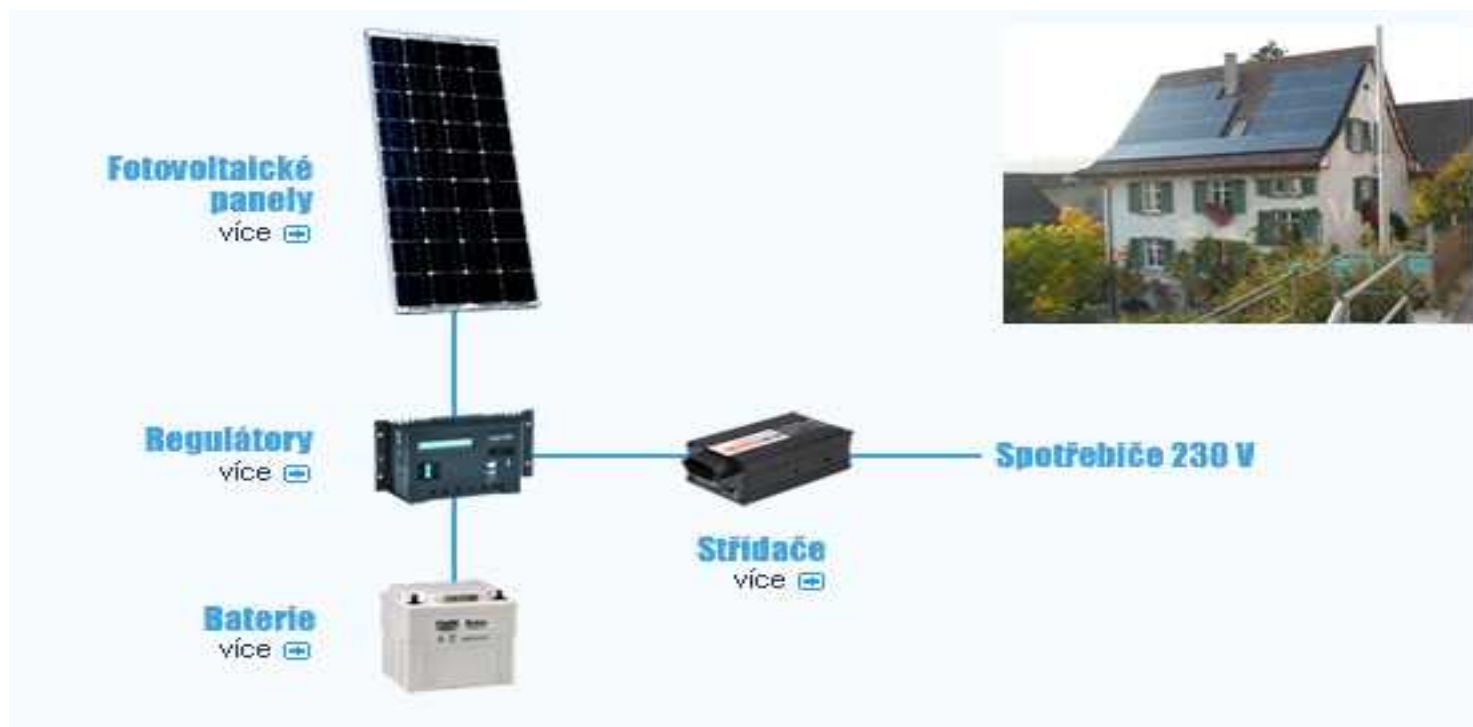 Fotovoltaické
panely
více
Regulátory
více
Spotřebiče 230 V
Střídače
více
Baterie
více